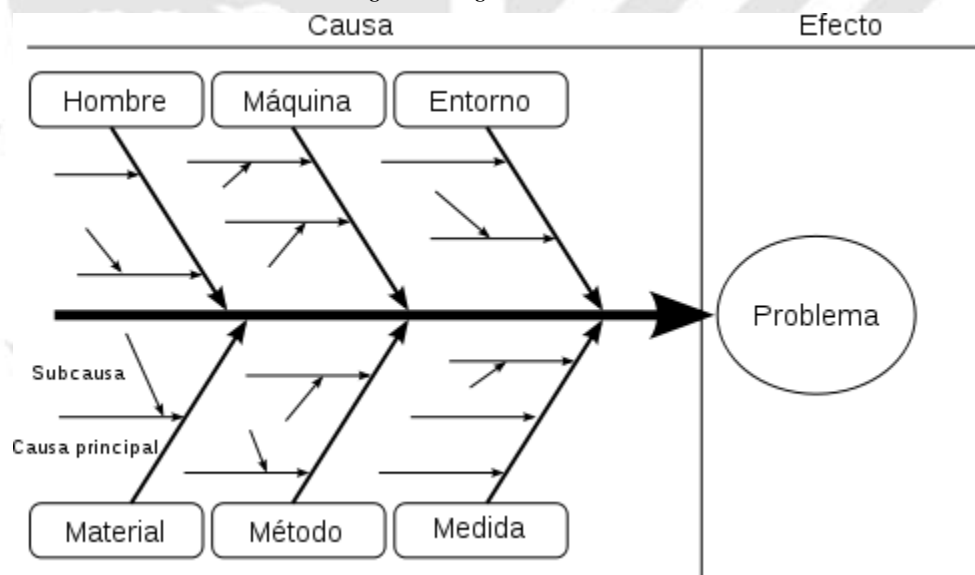 Causa
Efecto
Hombre
Máquina
Entorno
Problema
Subcausa
Causa principal
Material
Método
Medida